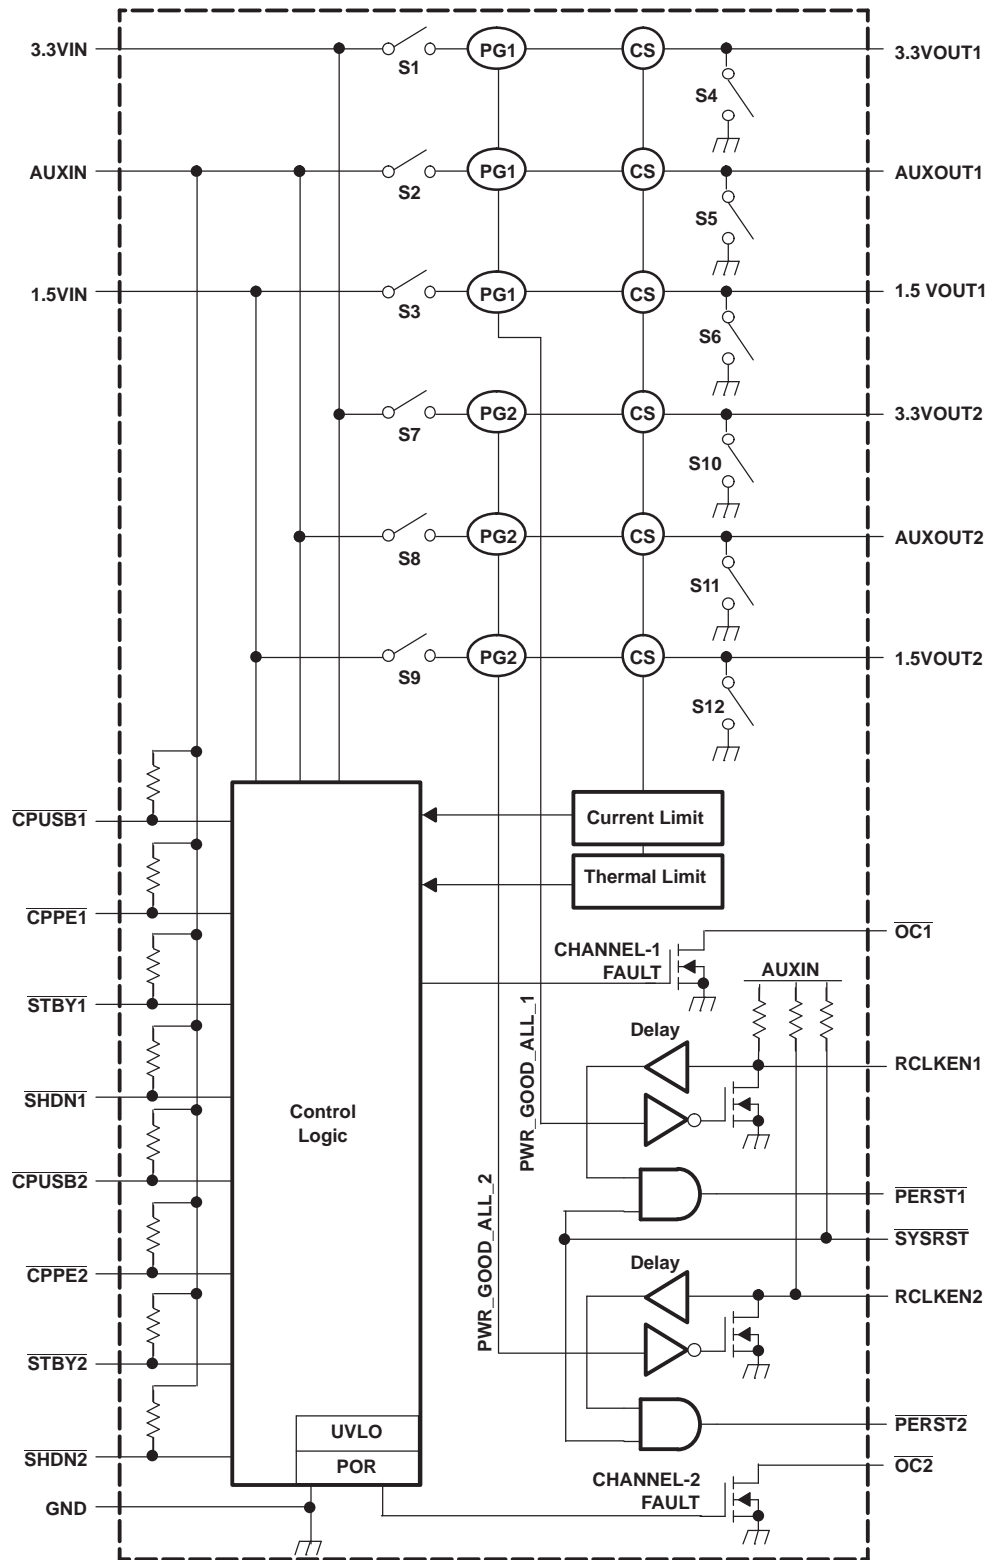 3.3VIN
S1
PG1
CS
3.3VOUT1
S4
AUXIN
S2
PG1
CS
AUXOUT1
S5
1.5VIN
S3
PG1
CS
1.5 VOUT1
S6
S7
PG2
CS
3.3VOUT2
S10
S8
PG2
CS
AUXOUT2
S11
S9
PG2
CS
1.5VOUT2
S12
CPUSB1
CPPE1
STBY1
SHDN1
CPUSB2
CPPE2
STBY2
SHDN2
GND
Control
Logic
UVLO
POR
Current Limit
Thermal Limit
CHANNEL-1
FAULT
OC1
AUXIN
PWR_GOOD_ALL_1
PWR_GOOD_ALL_2
Delay
RCLKEN1
PERST1
SYSRST
Delay
RCLKEN2
PERST2
OC2
CHANNEL-2
FAULT